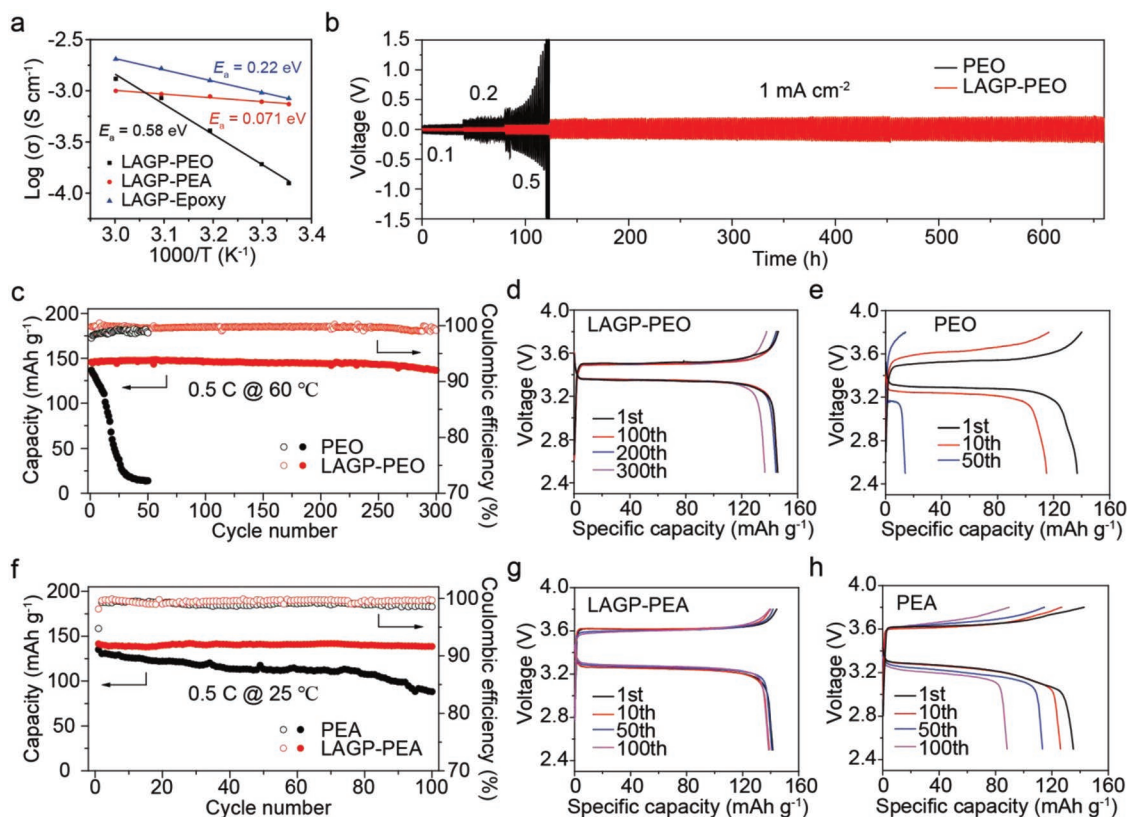 a
Log (σ) (S cm⁻¹)
-2.5
-3.0
-3.5
-4.0
Eₐ = 0.22 eV
Eₐ = 0.071 eV
Eₐ = 0.58 eV
LAGP-PEO
LAGP-PEA
LAGP-Epoxy
3.0 3.1 3.2 3.3 3.4
1000/T (K⁻¹)
b
Voltage (V)
1.5
1.0
0.5
0.0
-0.5
-1.0
-1.5
0.1
0.2
0.5
1 mA cm⁻²
PEO
LAGP-PEO
0 100 200 300 400 500 600
Time (h)
c
Capacity (mAh g⁻¹)
200
150
100
50
0
0.5 C @ 60 ℃
PEO
LAGP-PEO
100
90
80
70
Coulombic efficiency (%)
0 50 100 150 200 250 300
Cycle number
d
Voltage (V)
4.0
3.6
3.2
2.8
2.4
LAGP-PEO
1st
100th
200th
300th
0 40 80 120 160
Specific capacity (mAh g⁻¹)
e
Voltage (V)
4.0
3.6
3.2
2.8
2.4
PEO
1st
10th
50th
0 40 80 120 160
Specific capacity (mAh g⁻¹)
f
Capacity (mAh g⁻¹)
200
150
100
50
0
0.5 C @ 25 ℃
PEA
LAGP-PEA
100
90
80
70
Coulombic efficiency (%)
0 20 40 60 80 100
Cycle number
g
Voltage (V)
4.0
3.6
3.2
2.8
2.4
LAGP-PEA
1st
10th
50th
100th
0 40 80 120 160
Specific capacity (mAh g⁻¹)
h
Voltage (V)
4.0
3.6
3.2
2.8
2.4
PEA
1st
10th
50th
100th
0 40 80 120 160
Specific capacity (mAh g⁻¹)